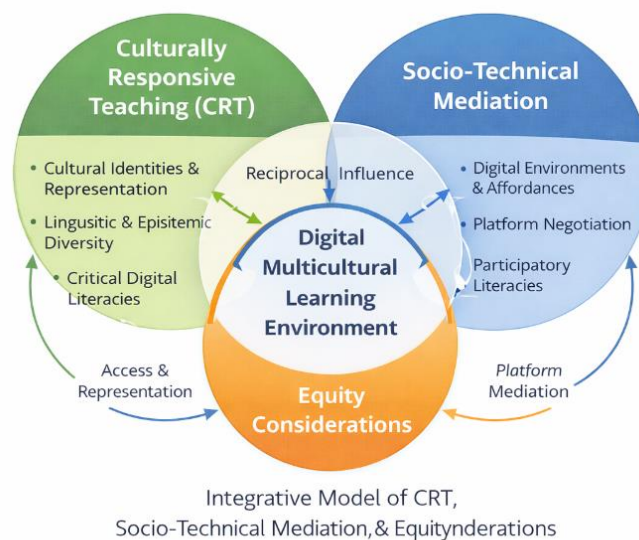 Culturally
Responsive
Teaching (CRT)
• Cultural Identities &
Representation
• Lingusitic & Episitemic
Diversity
• Critical Digital
Literacies
Socio-Technical
Mediation
• Digital Environments
& Affordances
• Platform Negotiation
• Participatory
Literacies
Reciprocal Influence
Digital
Multicultural
Learning
Environment
Equity
Considerations
Access &
Representation
Platform
Mediation
Integrative Model of CRT,
Socio-Technical Mediation, & Equitynderations